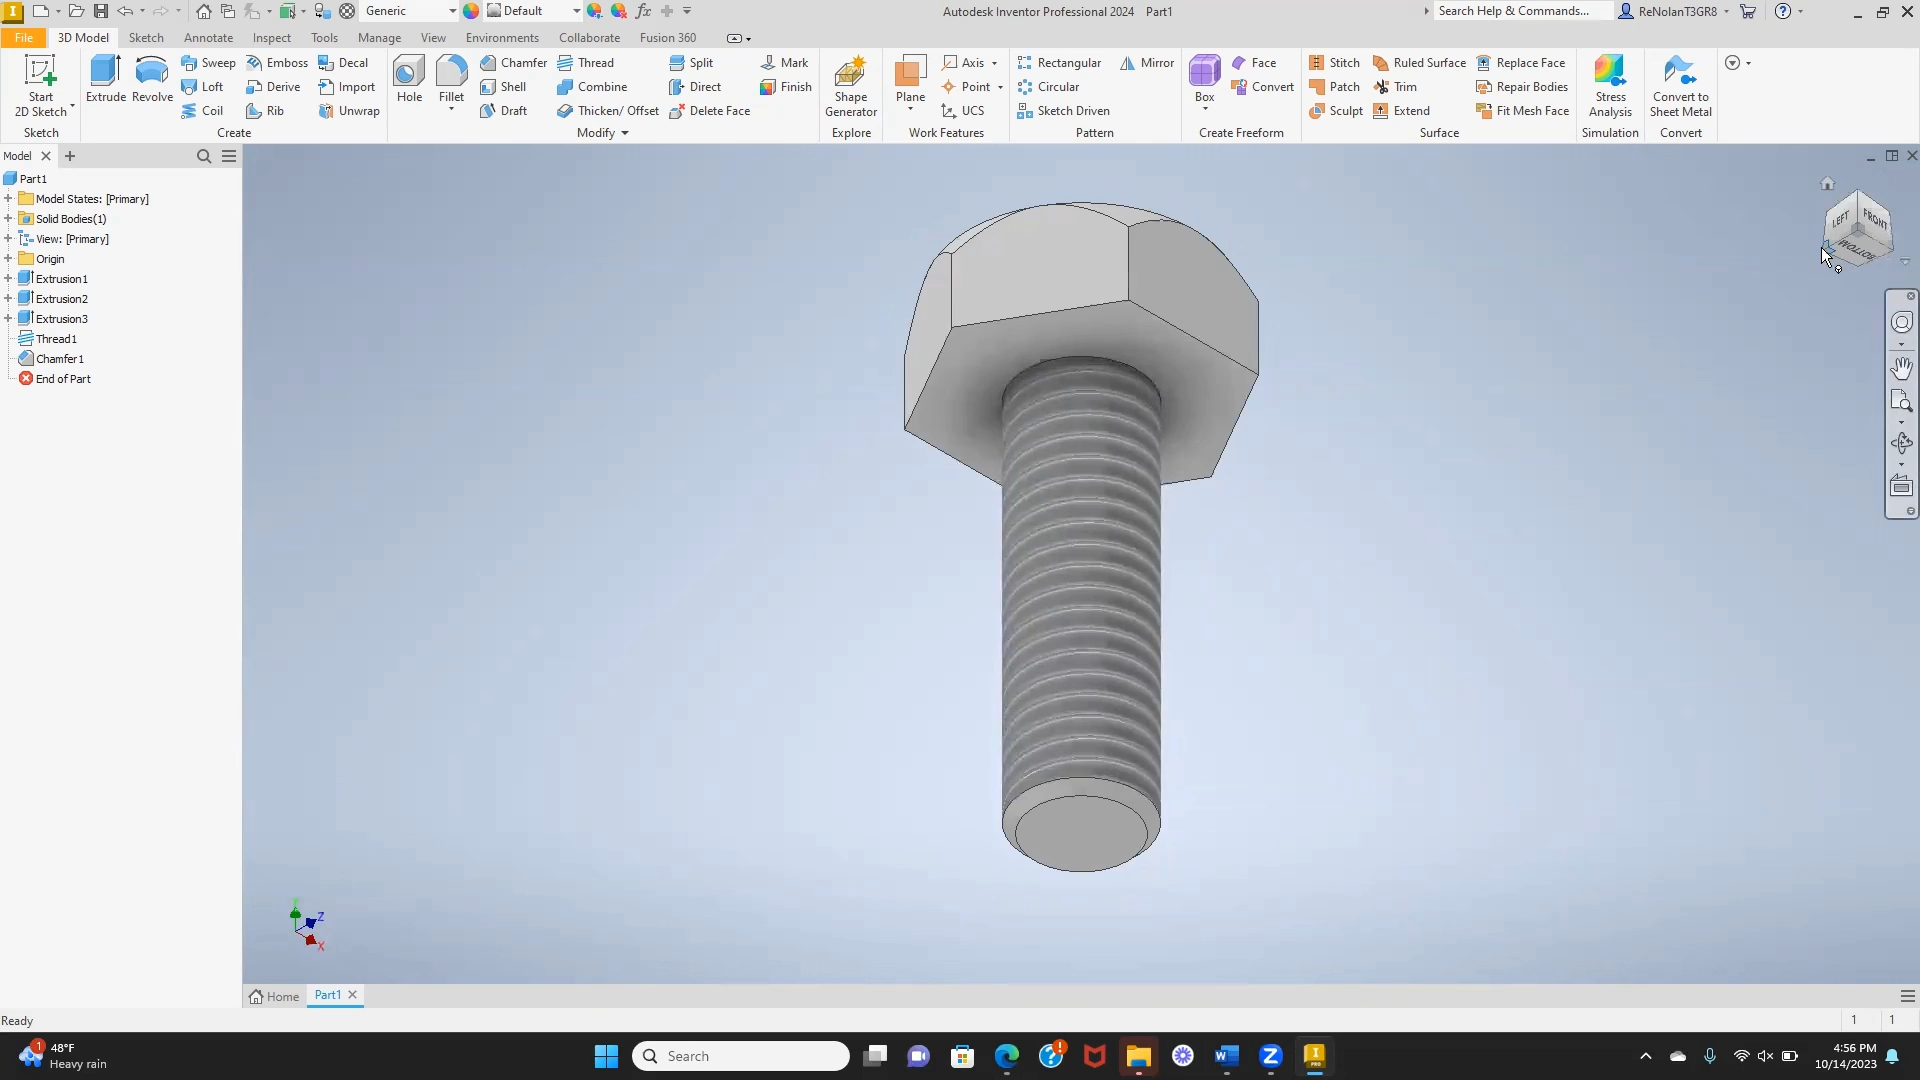 Generic
Default
Autodesk Inventor Professional 2024 Part1
Search Help & Commands...
ReNolanT3GR8
File 3D Model Sketch Annotate Inspect Tools Manage View Environments Collaborate Fusion 360
Start
2D Sketch
Sketch
Extrude
Revolve
Sweep
Loft
Coil
Emboss
Derive
Rib
Decal
Import
Unwrap
Create
Hole
Fillet
Chamfer
Shell
Draft
Thread
Combine
Thicken/ Offset
Split
Direct
Delete Face
Mark
Finish
Modify
Shape
Generator
Explore
Plane
Axis
Point
UCS
Work Features
Rectangular
Circular
Sketch Driven
Mirror
Pattern
Box
Face
Convert
Create Freeform
Stitch
Patch
Sculpt
Ruled Surface
Trim
Extend
Replace Face
Repair Bodies
Fit Mesh Face
Surface
Stress
Analysis
Simulation
Convert to
Sheet Metal
Convert
Model
Part1
Model States: [Primary]
Solid Bodies(1)
View: [Primary]
Origin
Extrusion1
Extrusion2
Extrusion3
Thread1
Chamfer1
End of Part
LEFT
FRONT
BOTTOM
Y
Z
X
Home
Part1
Ready
1 1
1
48°F
Heavy rain
Search
4:56 PM
10/14/2023